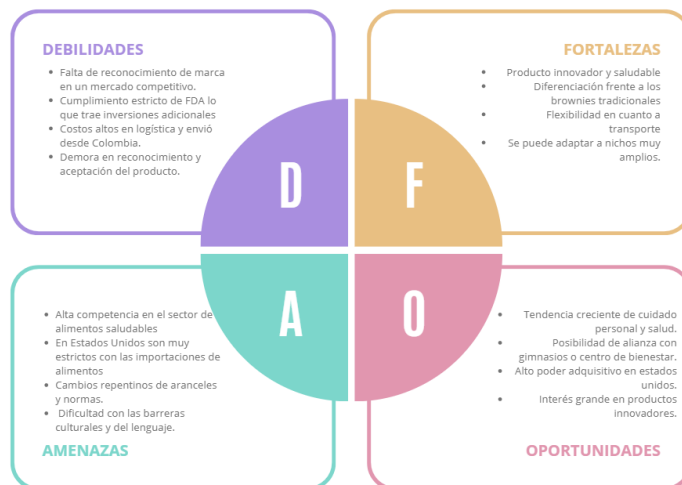 DEBILIDADES
• Falta de reconocimiento de marca
en un mercado competitivo.
• Cumplimiento estricto de FDA lo
que trae inversiones adicionales
• Costos altos en logística y envió
desde Colombia.
• Demora en reconocimiento y
aceptación del producto.
FORTALEZAS
• Producto innovador y saludable
• Diferenciación frente a los
brownies tradicionales
• Flexibilidad en cuanto a
transporte
• Se puede adaptar a nichos muy
amplios.
D
F
A
O
• Alta competencia en el sector de
alimentos saludables
• En Estados Unidos son muy
estrictos con las importaciones de
alimentos
• Cambios repentinos de aranceles
y normas.
• Dificultad con las barreras
culturales y del lenguaje.
AMENAZAS
• Tendencia creciente de cuidado
personal y salud.
• Posibilidad de alianza con
gimnasios o centro de bienestar.
• Alto poder adquisitivo en estados
unidos.
• Interés grande en productos
innovadores.
OPORTUNIDADES